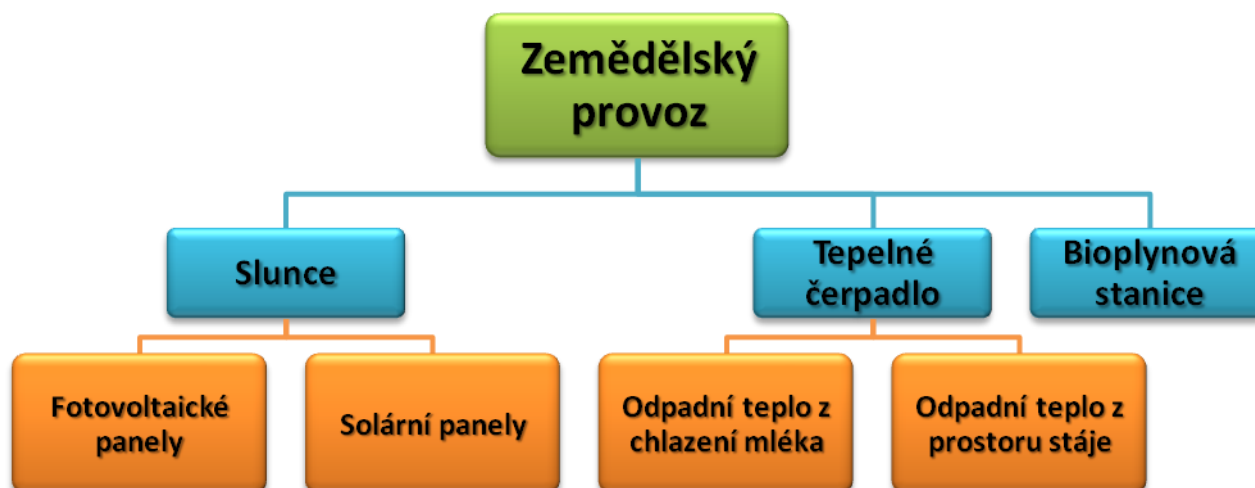 Zemědělský
provoz
Slunce
Tepelné
čerpadlo
Bioplynová
stanice
Fotovoltaické
panely
Solární panely
Odpadní teplo z
chlazení mléka
Odpadní teplo z
prostoru stáje